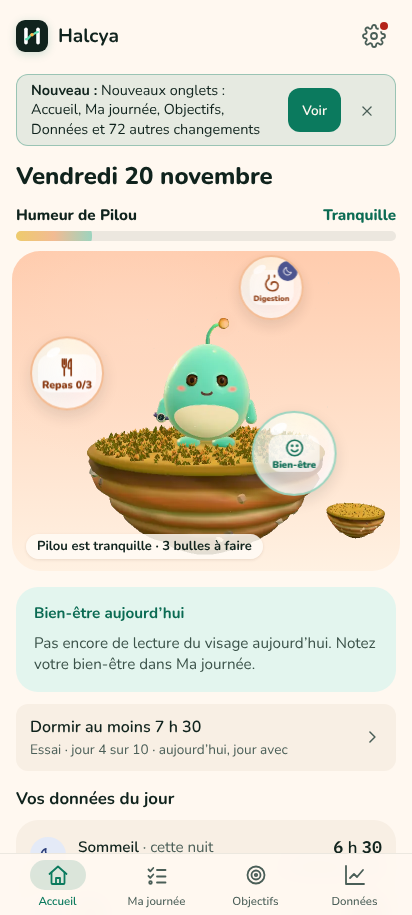 Halcya
Nouveau : Nouveaux onglets :
Accueil, Ma journée, Objectifs,
Données et 72 autres changements
Voir
Vendredi 20 novembre
Humeur de Pilou
Tranquille
Digestion
Repas 0/3
Bien-être
Pilou est tranquille · 3 bulles à faire
Bien-être aujourd’hui
Pas encore de lecture du visage aujourd’hui. Notez
votre bien-être dans Ma journée.
Dormir au moins 7 h 30
Essai · jour 4 sur 10 · aujourd’hui, jour avec
Vos données du jour
Sommeil · cette nuit
6 h 30
Accueil
Ma journée
Objectifs
Données